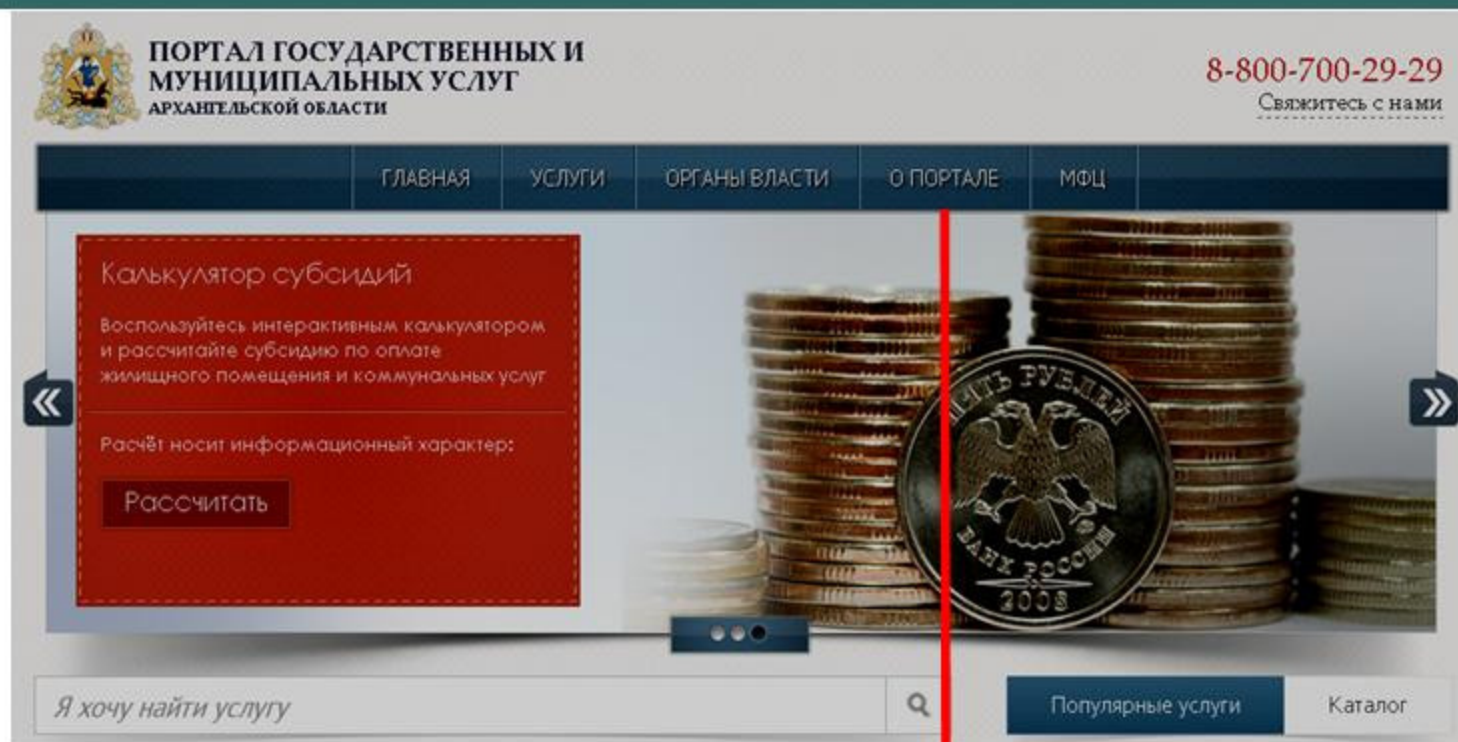 ПОРТАЛ ГОСУДАРСТВЕННЫХ И
МУНИЦИПАЛЬНЫХ УСЛУГ
АРХАНГЕЛЬСКОЙ ОБЛАСТИ
8-800-700-29-29
Свяжитесь с нами
ГЛАВНАЯ УСЛУГИ ОРГАНЫ ВЛАСТИ О ПОРТАЛЕ МФЦ
Калькулятор субсидий
Воспользуйтесь интерактивным калькулятором
и рассчитайте субсидию по оплате
жилищного помещения и коммунальных услуг
Расчёт носит информационный характер:
Рассчитать
ПЯТЬ РУБЛЕЙ
БАНК РОССИИ
2008
Я хочу найти услугу
Популярные услуги Каталог